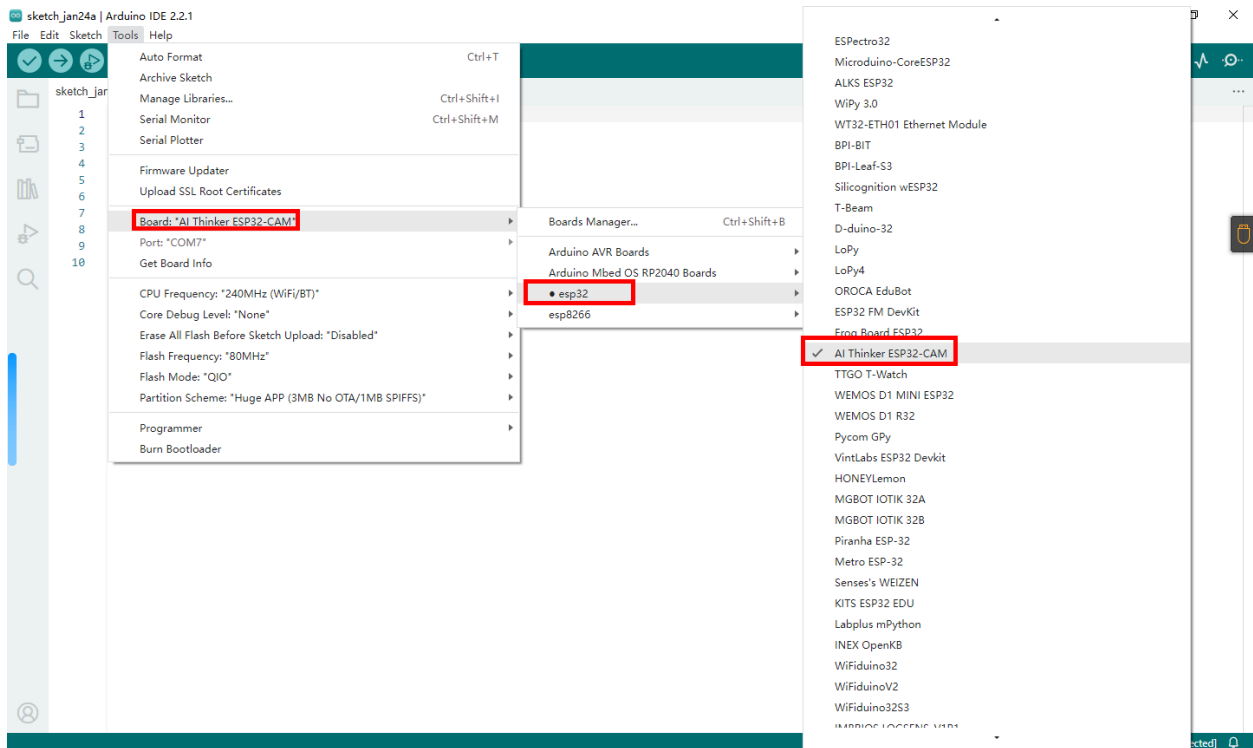 sketch_jan24a | Arduino IDE 2.2.1
File Edit Sketch Tools Help
sketch_jar
1
2
3
4
5
6
7
8
9
10
Auto Format Ctrl+T
Archive Sketch
Manage Libraries... Ctrl+Shift+I
Serial Monitor Ctrl+Shift+M
Serial Plotter
Firmware Updater
Upload SSL Root Certificates
Board: "AI Thinker ESP32-CAM"
Port: "COM7"
Get Board Info
CPU Frequency: "240MHz (WiFi/BT)"
Core Debug Level: "None"
Erase All Flash Before Sketch Upload: "Disabled"
Flash Frequency: "80MHz"
Flash Mode: "QIO"
Partition Scheme: "Huge APP (3MB No OTA/1MB SPIFFS)"
Programmer
Burn Bootloader
Boards Manager... Ctrl+Shift+B
Arduino AVR Boards
Arduino Mbed OS RP2040 Boards
esp32
esp8266
ESPectro32
Microduino-CoreESP32
ALKS ESP32
WiPy 3.0
WT32-ETH01 Ethernet Module
BPI-BIT
BPI-Leaf-S3
Silicognition wESP32
T-Beam
D-duino-32
LoPy
LoPy4
OROCA EduBot
ESP32 FM DevKit
Frog Board ESP32
AI Thinker ESP32-CAM
TTGO T-Watch
WEMOS D1 MINI ESP32
WEMOS D1 R32
Pycom GPy
VintLabs ESP32 Devkit
HONEYLemon
MGBOT IOTIK 32A
MGBOT IOTIK 32B
Piranha ESP-32
Metro ESP-32
Senses's WEIZEN
KITS ESP32 EDU
Labplus mPython
INEX OpenKB
WiFiduino32
WiFiduinoV2
WiFiduino32S3
IMBRIOS LOGSENS_V1P1
ected]